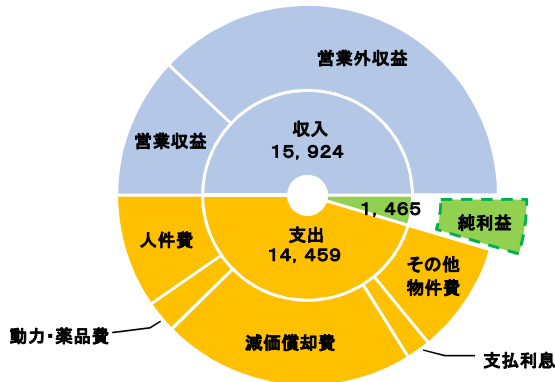 営業外収益
営業収益
収入
15,924
1,465
純利益
人件費
支出
14,459
その他
物件費
動力・薬品費
減価償却費
支払利息